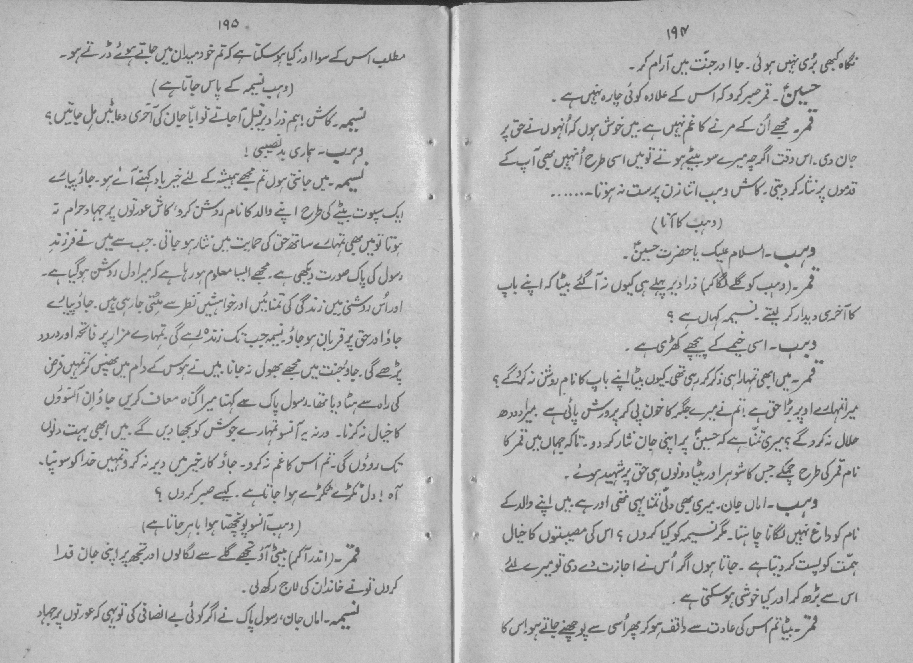 ۱۹۴
نگاہ کبھی بُری نہیں ہوئی۔ جا اور جنّت میں آرام کر۔
حسینؑ۔ قمر صبر کرو کہ اس کے علاوہ کوئی چارہ نہیں ہے۔
قمر۔ مجھے اُن کے مرنے کا غم نہیں ہے۔ میں خوش ہوں کہ اُنہوں نے حق پر
جان دی۔ اس وقت اگرچہ میرے سو بیٹے ہوتے تو میں اسی طرح اُنہیں بھی آپ کے
قدموں پر نثار کر دیتی۔ کاش وہب اتنا زن پرست نہ ہوتا۔......
(وہب کا آنا)
وہب۔ السلام علیک یا حضرت حسینؑ۔
قمر۔ (وہب کو گلے لگا کر) ذرا دیر پہلے ہی کیوں نہ آگئے بیٹا کہ اپنے باپ
کا آخری دیدار کر لیتے۔ نسیمہ کہاں ہے؟
وہب۔ اسی خیمے کے پیچھے کھڑی ہے۔
قمر۔ میں ابھی تمہارا ہی ذکر کر رہی تھی۔ کیوں بیٹا اپنے باپ کا نام روشن نہ کروگے؟
میرا تمہارے اوپر بڑا حق ہے! تم نے میرے جگر کا خون پی کر پرورش پائی ہے۔ میرا دودھ
حلال نہ کرو گے؟ میری تمنّا ہے کہ حسینؑ پر اپنی جان نثار کر دو۔ تاکہ جہاں میں قمر کا
نام قمر کی طرح چمکے جس کا شوہر اور بیٹا دونوں ہی حق پر شہید ہوئے۔
وہب۔ اماں جان۔ میری بھی دلی تمنّا یہی تھی اور ہے میں اپنے والد کے
نام کو داغ نہیں لگانا چاہتا۔ مگر نسیمہ کو کیا کروں؟ اس کی مصیبتوں کا خیال
ہمّت کو پست کر دیتا ہے۔ جاتا ہوں اگر اُس نے اجازت دے دی تو میرے لئے
اس سے بڑھ کر اور کیا خوشی ہو سکتی ہے۔
قمر۔ بیٹا تم اس کی عادت سے واقف ہو کر پھر اُسی سے پوچھنے جاتے ہو۔ اس کا
۱۹۵
مطلب اس کے سوا اور کیا ہو سکتا ہے کہ تم خود میدان میں جاتے ہوئے ڈرتے ہو۔
(وہب نسیمہ کے پاس جاتا ہے)
نسیمہ۔ کاش! ہم ذرا دیر قبل آجاتے تو ابّا جان کی آخری دعائیں مل جاتیں؟
وہب۔ ہماری بدنصیبی!
نسیمہ۔ میں جانتی ہوں تم مجھے ہمیشہ کے لئے خیرباد کہنے آئے ہو۔ جاؤ پیارے
ایک سپوت بیٹے کی طرح اپنے والد کا نام روشن کرو! کاش عورتوں پر جہاد حرام نہ
ہوتا تو میں بھی تمہارے ساتھ حق کی حمایت میں نثار ہو جاتی۔ جب سے میں نے فرزندِ
رسول کی پاک صورت دیکھی ہے۔ مجھے ایسا معلوم ہو رہا ہے کہ میرا دل روشن ہو گیا ہے۔
اور اُس روشنی میں زندگی کی تمنّائیں اور خواہشیں نظر سے مٹتی جا رہی ہیں۔ جاؤ پیارے
جاؤ اور حق پر قربان ہو جاؤ۔ نسیمہ جب تک زندہ رہے گی۔ تمہارے مزار پر فاتحہ اور درود
پڑھے گی۔ جاؤ جنت میں مجھے بھول نہ جانا۔ میں نے ہوس کے دام میں پھنس کر تمہیں فرض
کی راہ سے ہٹا دیا تھا۔ رسول پاک سے کہنا میرا گناہ معاف کریں جاؤ ان آنسوؤں
کا خیال نہ کرنا۔ ورنہ یہ آنسو تمہارے جوش کو بجھا دیں گے۔ میں ابھی بہت دنوں
تک روؤں گی۔ تم اس کا غم نہ کرو۔ جاؤ کارِ خیر میں دیر نہ کرو تمہیں خدا کو سونپا۔
آہ! دل ٹکڑے ٹکڑے ہوا جاتا ہے۔ کیسے صبر کروں؟
(وہب آنسو پونچھتا ہوا باہر جاتا ہے)
قمر۔ (اندر آکر) بیٹی آؤ تجھے گلے سے لگا لوں اور تجھ پر اپنی جان فدا
کروں تو نے خاندان کی لاج رکھ لی۔
نسیمہ۔ اماں جان، رسول پاک نے اگر کوئی بے انصافی کی تو یہی کہ عورتوں پر جہاد